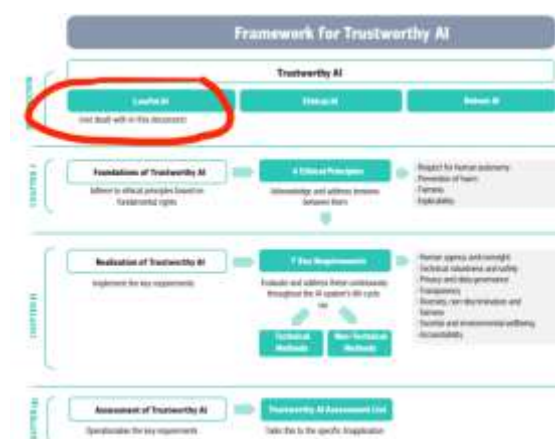 Framework for Trustworthy AI
Trustworthy AI
Lawful AI
Ethical AI
Robust AI
(not dealt with in this document)
CHAPTER I
Foundations of Trustworthy AI
4 Ethical Principles
Adhere to ethical principles based on
fundamental rights
Acknowledge and address tensions
between them
· Respect for human autonomy
· Prevention of harm
· Fairness
· Explicability
CHAPTER II
Realisation of Trustworthy AI
7 Key Requirements
Implement the key requirements
Evaluate and address these continuously
throughout the AI system's life cycle
via
Technical
Methods
Non-Technical
Methods
· Human agency and oversight
· Technical robustness and safety
· Privacy and data governance
· Transparency
· Diversity, non-discrimination and
fairness
· Societal and environmental wellbeing
· Accountability
CHAPTER III
Assessment of Trustworthy AI
Trustworthy AI Assessment List
Operationalise the key requirements
Tailor this to the specific AI application